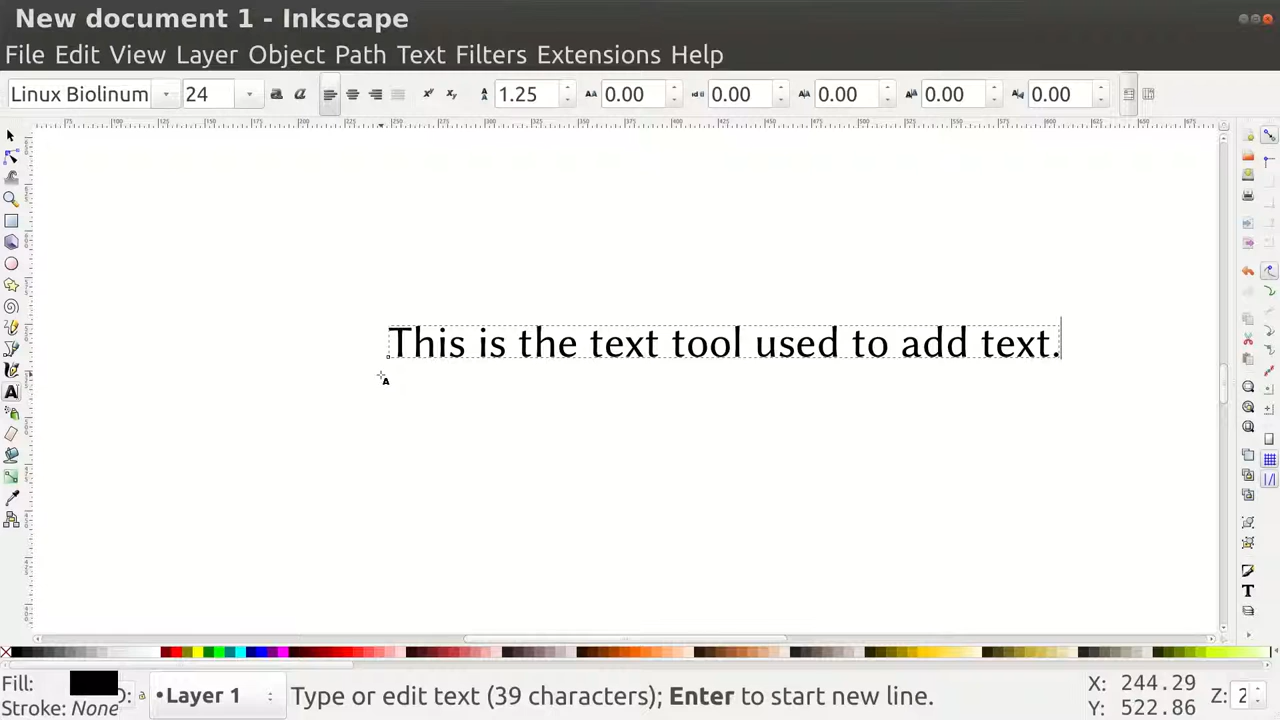 New document 1 - Inkscape
File Edit View Layer Object Path Text Filters Extensions Help
Linux Biolinum 24 1.25 0.00 0.00 0.00 0.00 0.00
This is the text tool used to add text.
Fill:
Stroke: None
O:
•Layer 1
Type or edit text (39 characters); Enter to start new line.
X: 244.29
Y: 522.86
Z: 2